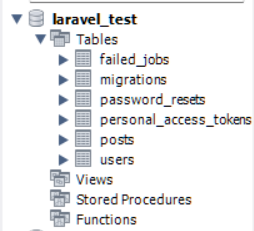 laravel_test
Tables
failed_jobs
migrations
password_resets
personal_access_tokens
posts
users
Views
Stored Procedures
Functions